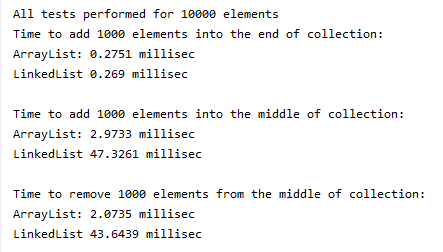 All tests performed for 10000 elements
Time to add 1000 elements into the end of collection:
ArrayList: 0.2751 millisec
LinkedList 0.269 millisec
Time to add 1000 elements into the middle of collection:
ArrayList: 2.9733 millisec
LinkedList 47.3261 millisec
Time to remove 1000 elements from the middle of collection:
ArrayList: 2.0735 millisec
LinkedList 43.6439 millisec